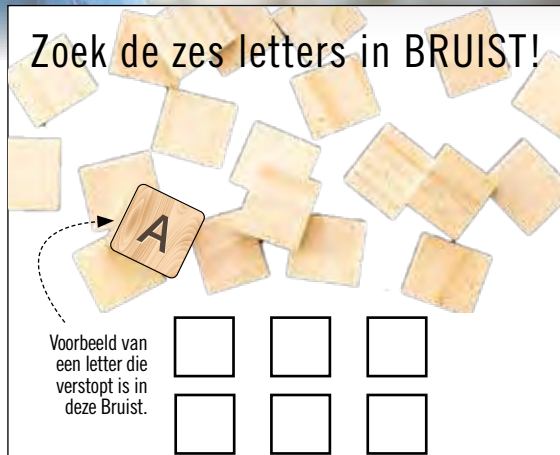 Zoek de zes letters in BRUIST!
A
Voorbeeld van
een letter die
verstopt is in
deze Bruist.